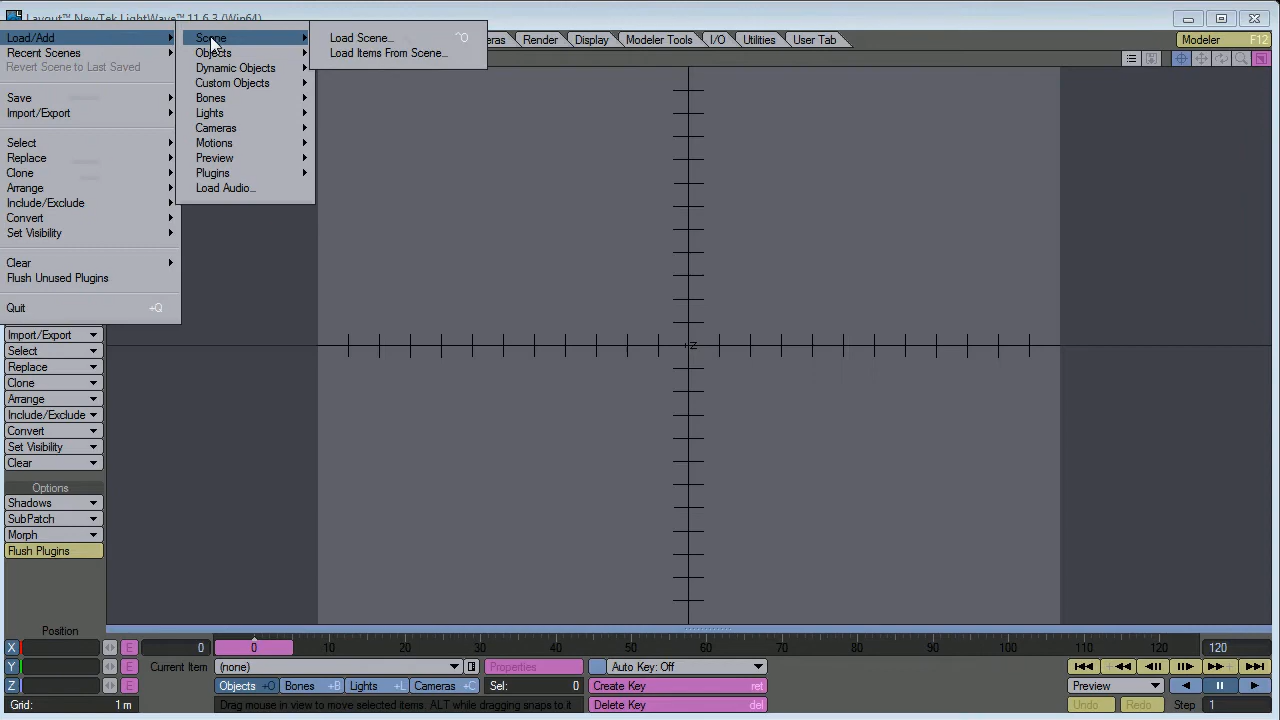 Layout™ NewTek LightWave™ 11.6.3 (Win64)
Load/Add
Recent Scenes
Revert Scene to Last Saved
Save
Import/Export
Select
Replace
Clone
Arrange
Include/Exclude
Convert
Set Visibility
Clear
Flush Unused Plugins
Quit +Q
Scene
Objects
Dynamic Objects
Custom Objects
Bones
Lights
Cameras
Motions
Preview
Plugins
Load Audio...
Load Scene... ^O
Load Items From Scene...
eras
Render
Display
Modeler Tools
I/O
Utilities
User Tab
Modeler F12
Import/Export
Select
Replace
Clone
Arrange
Include/Exclude
Convert
Set Visibility
Clear
Options
Shadows
SubPatch
Morph
Flush Plugins
Z
Position
X E 0 0 10 20 30 40 50 60 70 80 90 100 110 120 120
Y E Current Item (none) Properties Auto Key: Off
Z E Objects +O Bones +B Lights +L Cameras +C Sel: 0 Create Key ret Preview
Grid: 1 m Drag mouse in view to move selected items. ALT while dragging snaps to it Delete Key del Undo Redo Step 1